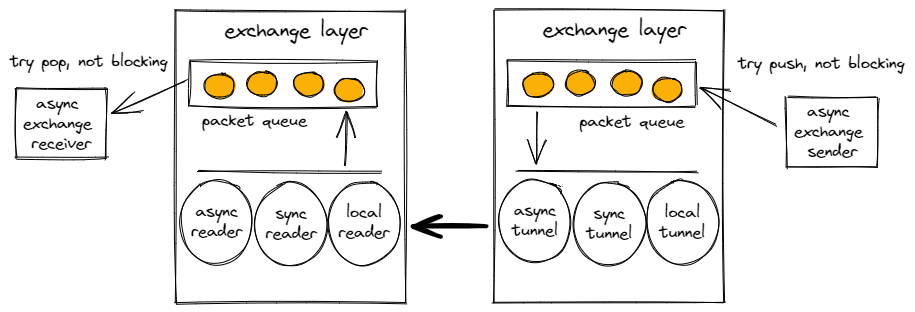 exchange layer
try pop, not blocking
async
exchange
receiver
packet queue
async
reader
sync
reader
local
reader
exchange layer
try push, not blocking
async
exchange
sender
packet queue
async
tunnel
sync
tunnel
local
tunnel